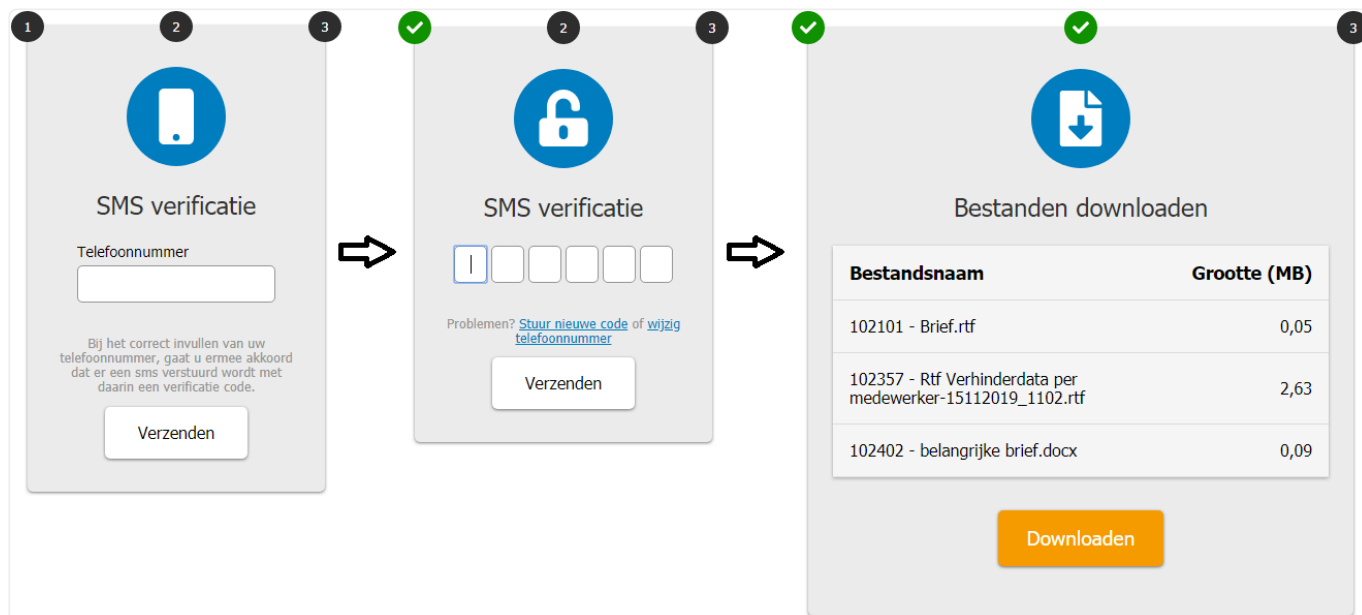 1 2 3
SMS verificatie
Telefoonnummer
Bij het correct invullen van uw
telefoonnummer, gaat u ermee akkoord
dat er een sms verstuurd wordt met
daarin een verificatie code.
Verzenden
2 3
SMS verificatie
Problemen? Stuur nieuwe code of wijzig
telefoonnummer
Verzenden
3
Bestanden downloaden
Bestandsnaam Grootte (MB)
102101 - Brief.rtf 0,05
102357 - Rtf Verhinderdata per
medewerker-15112019_1102.rtf 2,63
102402 - belangrijke brief.docx 0,09
Downloaden